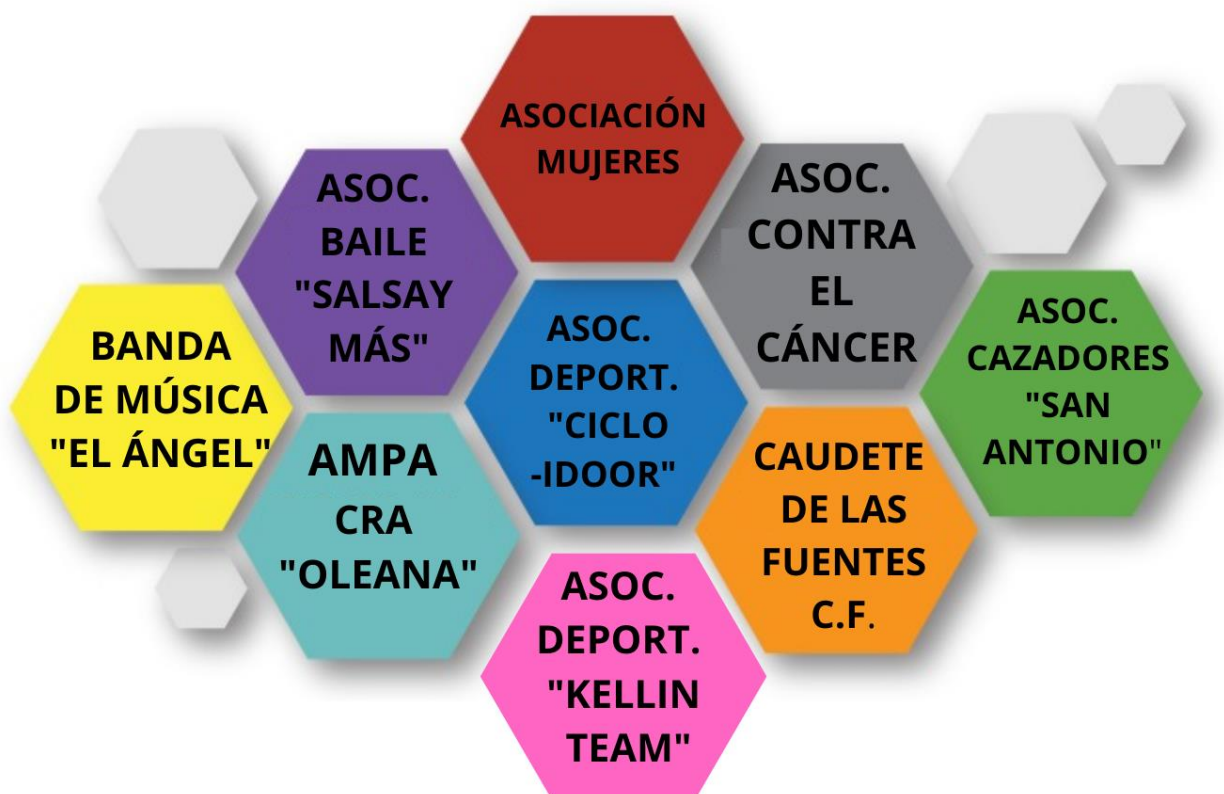 ASOCIACIÓN
MUJERES
ASOC.
BAILE
"SALSAY
MÁS"
ASOC.
CONTRA
EL
CÁNCER
BANDA
DE MÚSICA
"EL ÁNGEL"
ASOC.
DEPORT.
"CICLO
-IDOOR"
ASOC.
CAZADORES
"SAN
ANTONIO"
AMPA
CRA
"OLEANA"
CAUDETE
DE LAS
FUENTES
C.F.
ASOC.
DEPORT.
"KELLIN
TEAM"